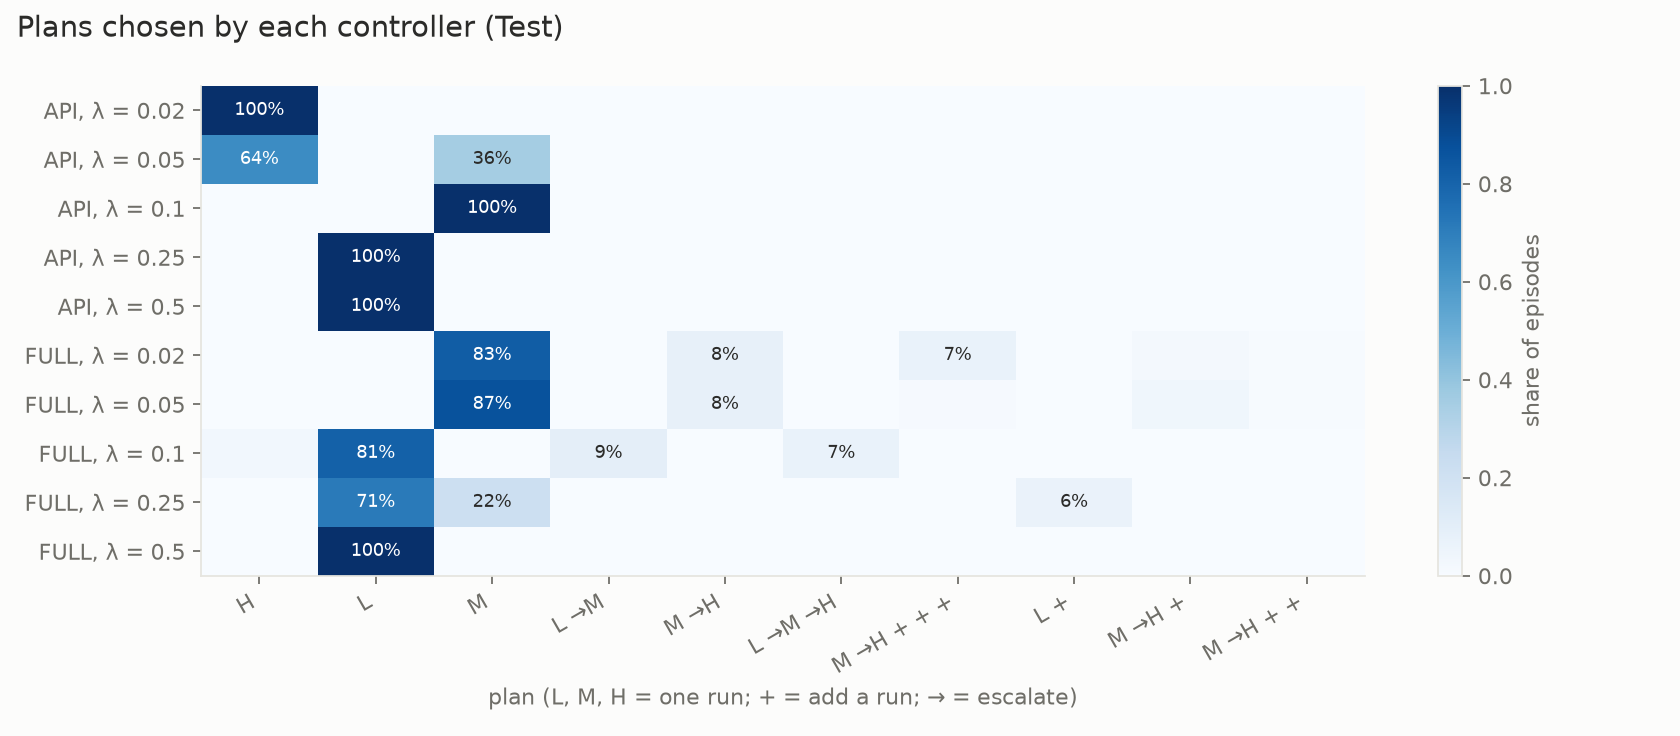 Plans chosen by each controller (Test)
API, λ = 0.02
100%
API, λ = 0.05
64%
36%
API, λ = 0.1
100%
API, λ = 0.25
100%
API, λ = 0.5
100%
FULL, λ = 0.02
83%
8%
7%
FULL, λ = 0.05
87%
8%
FULL, λ = 0.1
81%
9%
7%
FULL, λ = 0.25
71%
22%
6%
FULL, λ = 0.5
100%
H
L
M
L →M
M →H
L →M →H
M →H + + +
L +
M →H +
M →H + +
plan (L, M, H = one run; + = add a run; → = escalate)
1.0
0.8
0.6
0.4
0.2
0.0
share of episodes